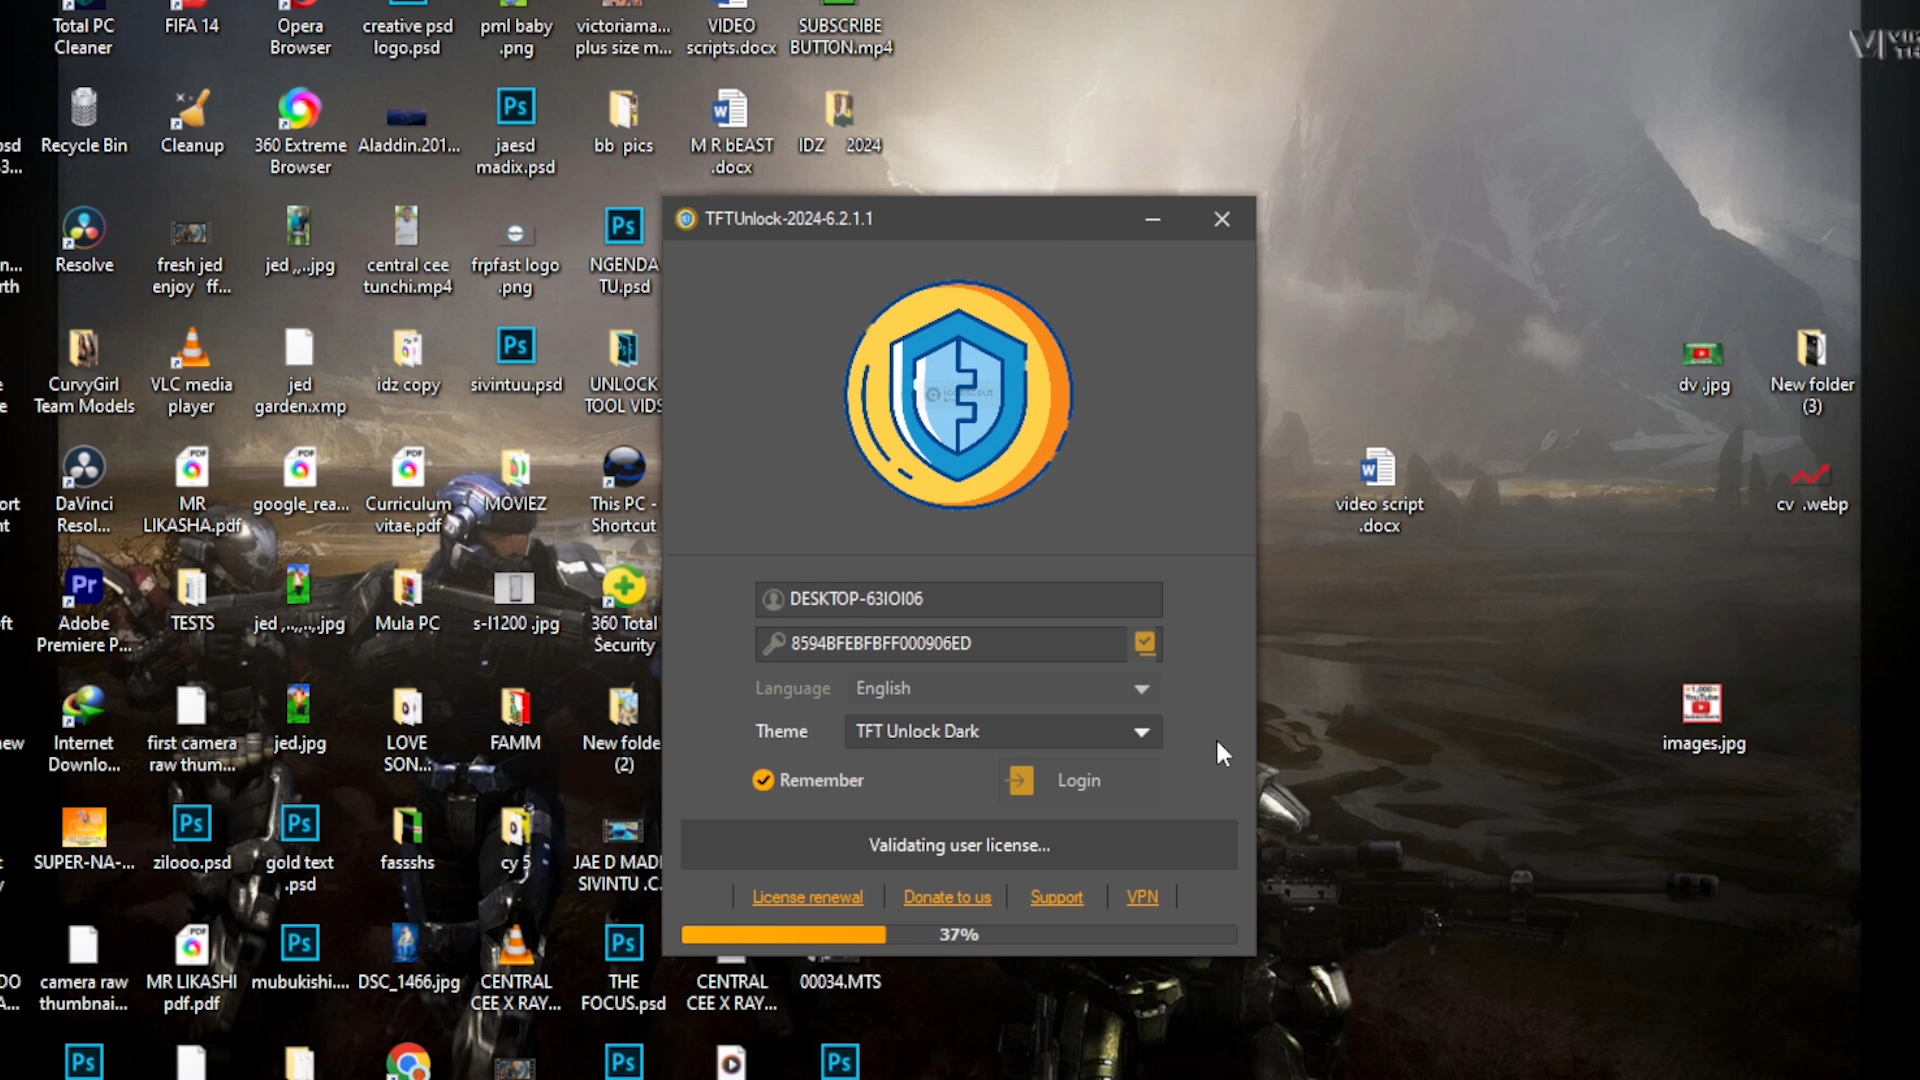 Total PC
Cleaner
FIFA 14
Opera
Browser
creative psd
logo.psd
pml baby
.png
victoriama...
plus size m...
VIDEO
scripts.docx
SUBSCRIBE
BUTTON.mp4
Recycle Bin
Cleanup
360 Extreme
Browser
Aladdin.201...
jaesd
madix.psd
bb pics
M R bEAST
.docx
IDZ 2024
Resolve
fresh jed
enjoy ff...
jed ,,..jpg
central cee
tunchi.mp4
frpfast logo
.png
NGENDA
TU.psd
CurvyGirl
Team Models
VLC media
player
jed
garden.xmp
idz copy
sivintuu.psd
UNLOCK
TOOL VIDS
dv .jpg
New folder
(3)
DaVinci
Resol...
MR
LIKASHA.pdf
google_rea...
Curriculum
vitae.pdf
MOVIEZ
This PC -
Shortcut
video script
.docx
cv .webp
Adobe
Premiere P...
TESTS
jed ,..,,..,.jpg
Mula PC
s-l1200 .jpg
360 Total
Security
Internet
Downlo...
first camera
raw thum...
jed.jpg
LOVE
SON...
FAMM
New folde
(2)
images.jpg
SUPER-NA-...
zilooo.psd
gold text
.psd
fassshs
cy 5
JAE D MADI
SIVINTU .C.
camera raw
thumbnai...
MR LIKASHI
pdf.pdf
mubukishi....
DSC_1466.jpg
CENTRAL
CEE X RAY...
THE
FOCUS.psd
CENTRAL
CEE X RAY...
00034.MTS
TFTUnlock-2024-6.2.1.1
DESKTOP-63IOI06
8594BFEBFBFF000906ED
Language English
Theme TFT Unlock Dark
Remember
Login
Validating user license...
License renewal
Donate to us
Support
VPN
37%